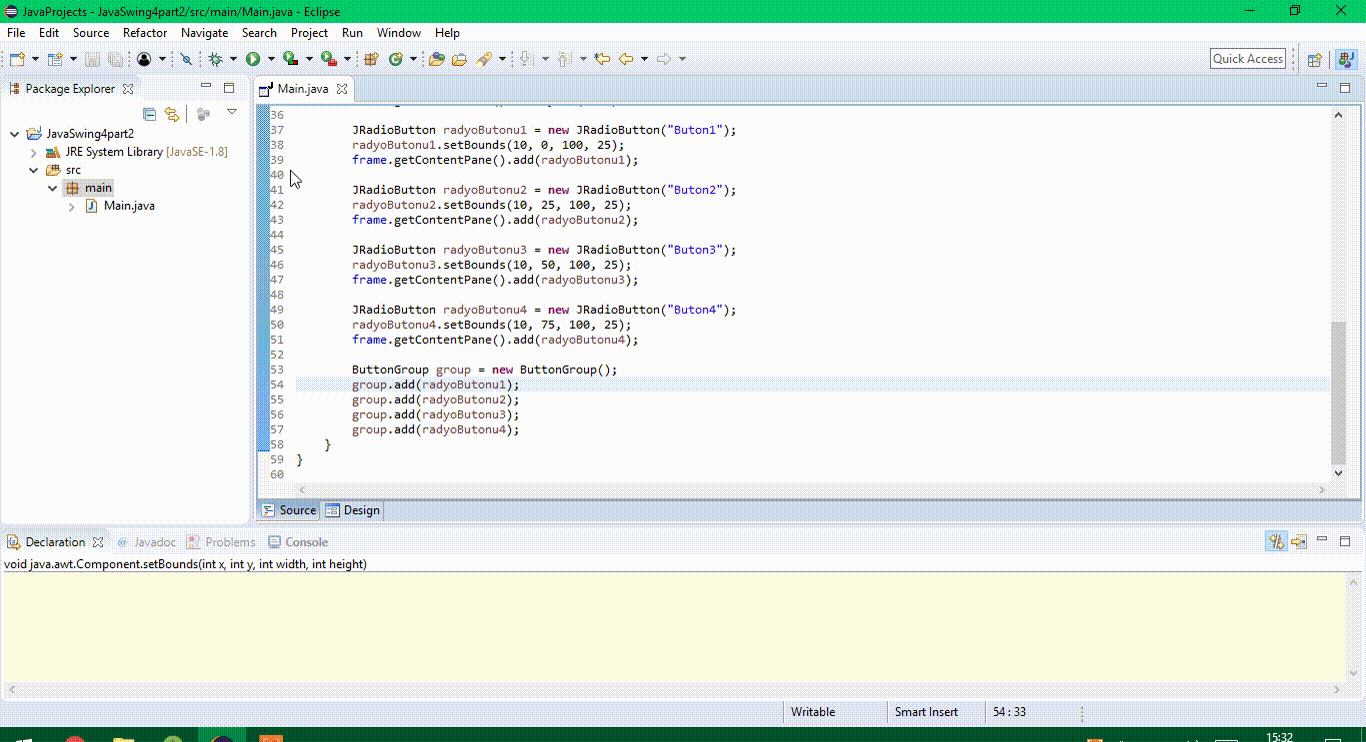 JavaProjects - JavaSwing4part2/src/main/Main.java - Eclipse
File Edit Source Refactor Navigate Search Project Run Window Help
Quick Access
Package Explorer
Main.java
JavaSwing4part2
JRE System Library [JavaSE-1.8]
src
main
Main.java
36
37 JRadioButton radyoButonu1 = new JRadioButton("Buton1");
38 radyoButonu1.setBounds(10, 0, 100, 25);
39 frame.getContentPane().add(radyoButonu1);
40
41 JRadioButton radyoButonu2 = new JRadioButton("Buton2");
42 radyoButonu2.setBounds(10, 25, 100, 25);
43 frame.getContentPane().add(radyoButonu2);
44
45 JRadioButton radyoButonu3 = new JRadioButton("Buton3");
46 radyoButonu3.setBounds(10, 50, 100, 25);
47 frame.getContentPane().add(radyoButonu3);
48
49 JRadioButton radyoButonu4 = new JRadioButton("Buton4");
50 radyoButonu4.setBounds(10, 75, 100, 25);
51 frame.getContentPane().add(radyoButonu4);
52
53 ButtonGroup group = new ButtonGroup();
54 group.add(radyoButonu1);
55 group.add(radyoButonu2);
56 group.add(radyoButonu3);
57 group.add(radyoButonu4);
58 }
59 }
60
Source Design
Declaration @ Javadoc Problems Console
void java.awt.Component.setBounds(int x, int y, int width, int height)
Writable Smart Insert 54 : 33
15:32